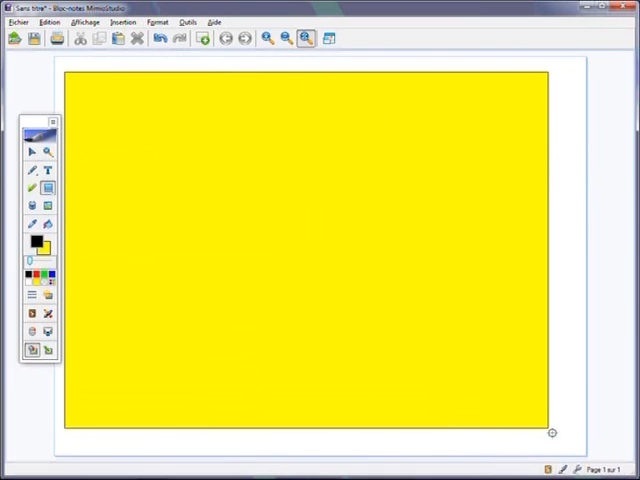 Sans titre* - Bloc-notes MimioStudio
Fichier Edition Affichage Insertion Format Outils Aide
T
Page 1 sur 1